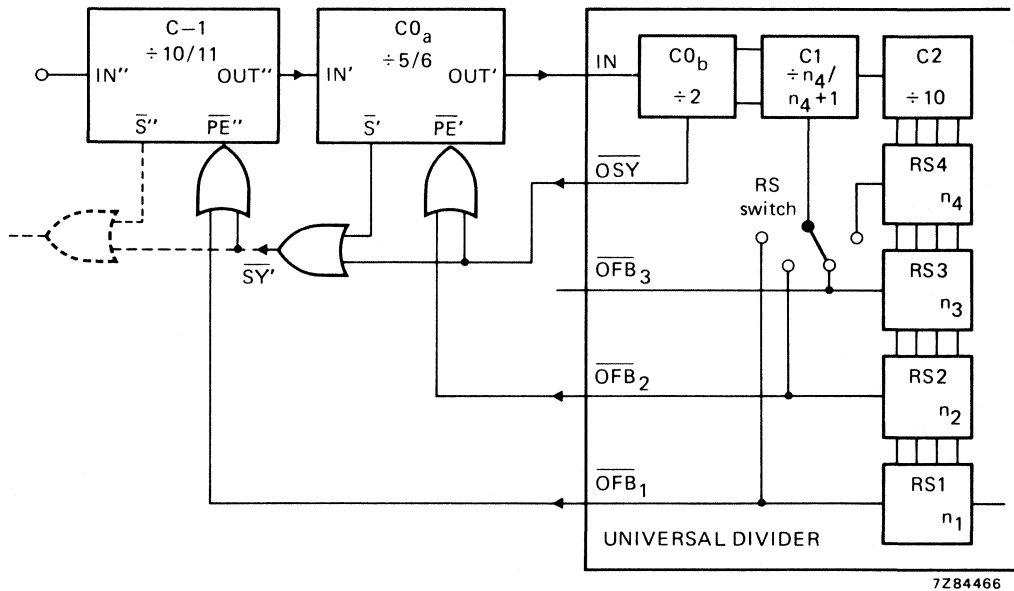 C−1
÷ 10/11
IN"
OUT"
S̅"
P̅E̅"
C0a
÷ 5/6
IN'
OUT'
S̅'
P̅E̅'
S̅Y̅'
IN
C0b
÷ 2
C1
÷ n4/
n4+1
C2
÷ 10
O̅S̅Y̅
RS
switch
RS4
n4
O̅F̅B̅3
RS3
n3
O̅F̅B̅2
RS2
n2
O̅F̅B̅1
RS1
n1
UNIVERSAL DIVIDER
7Z84466